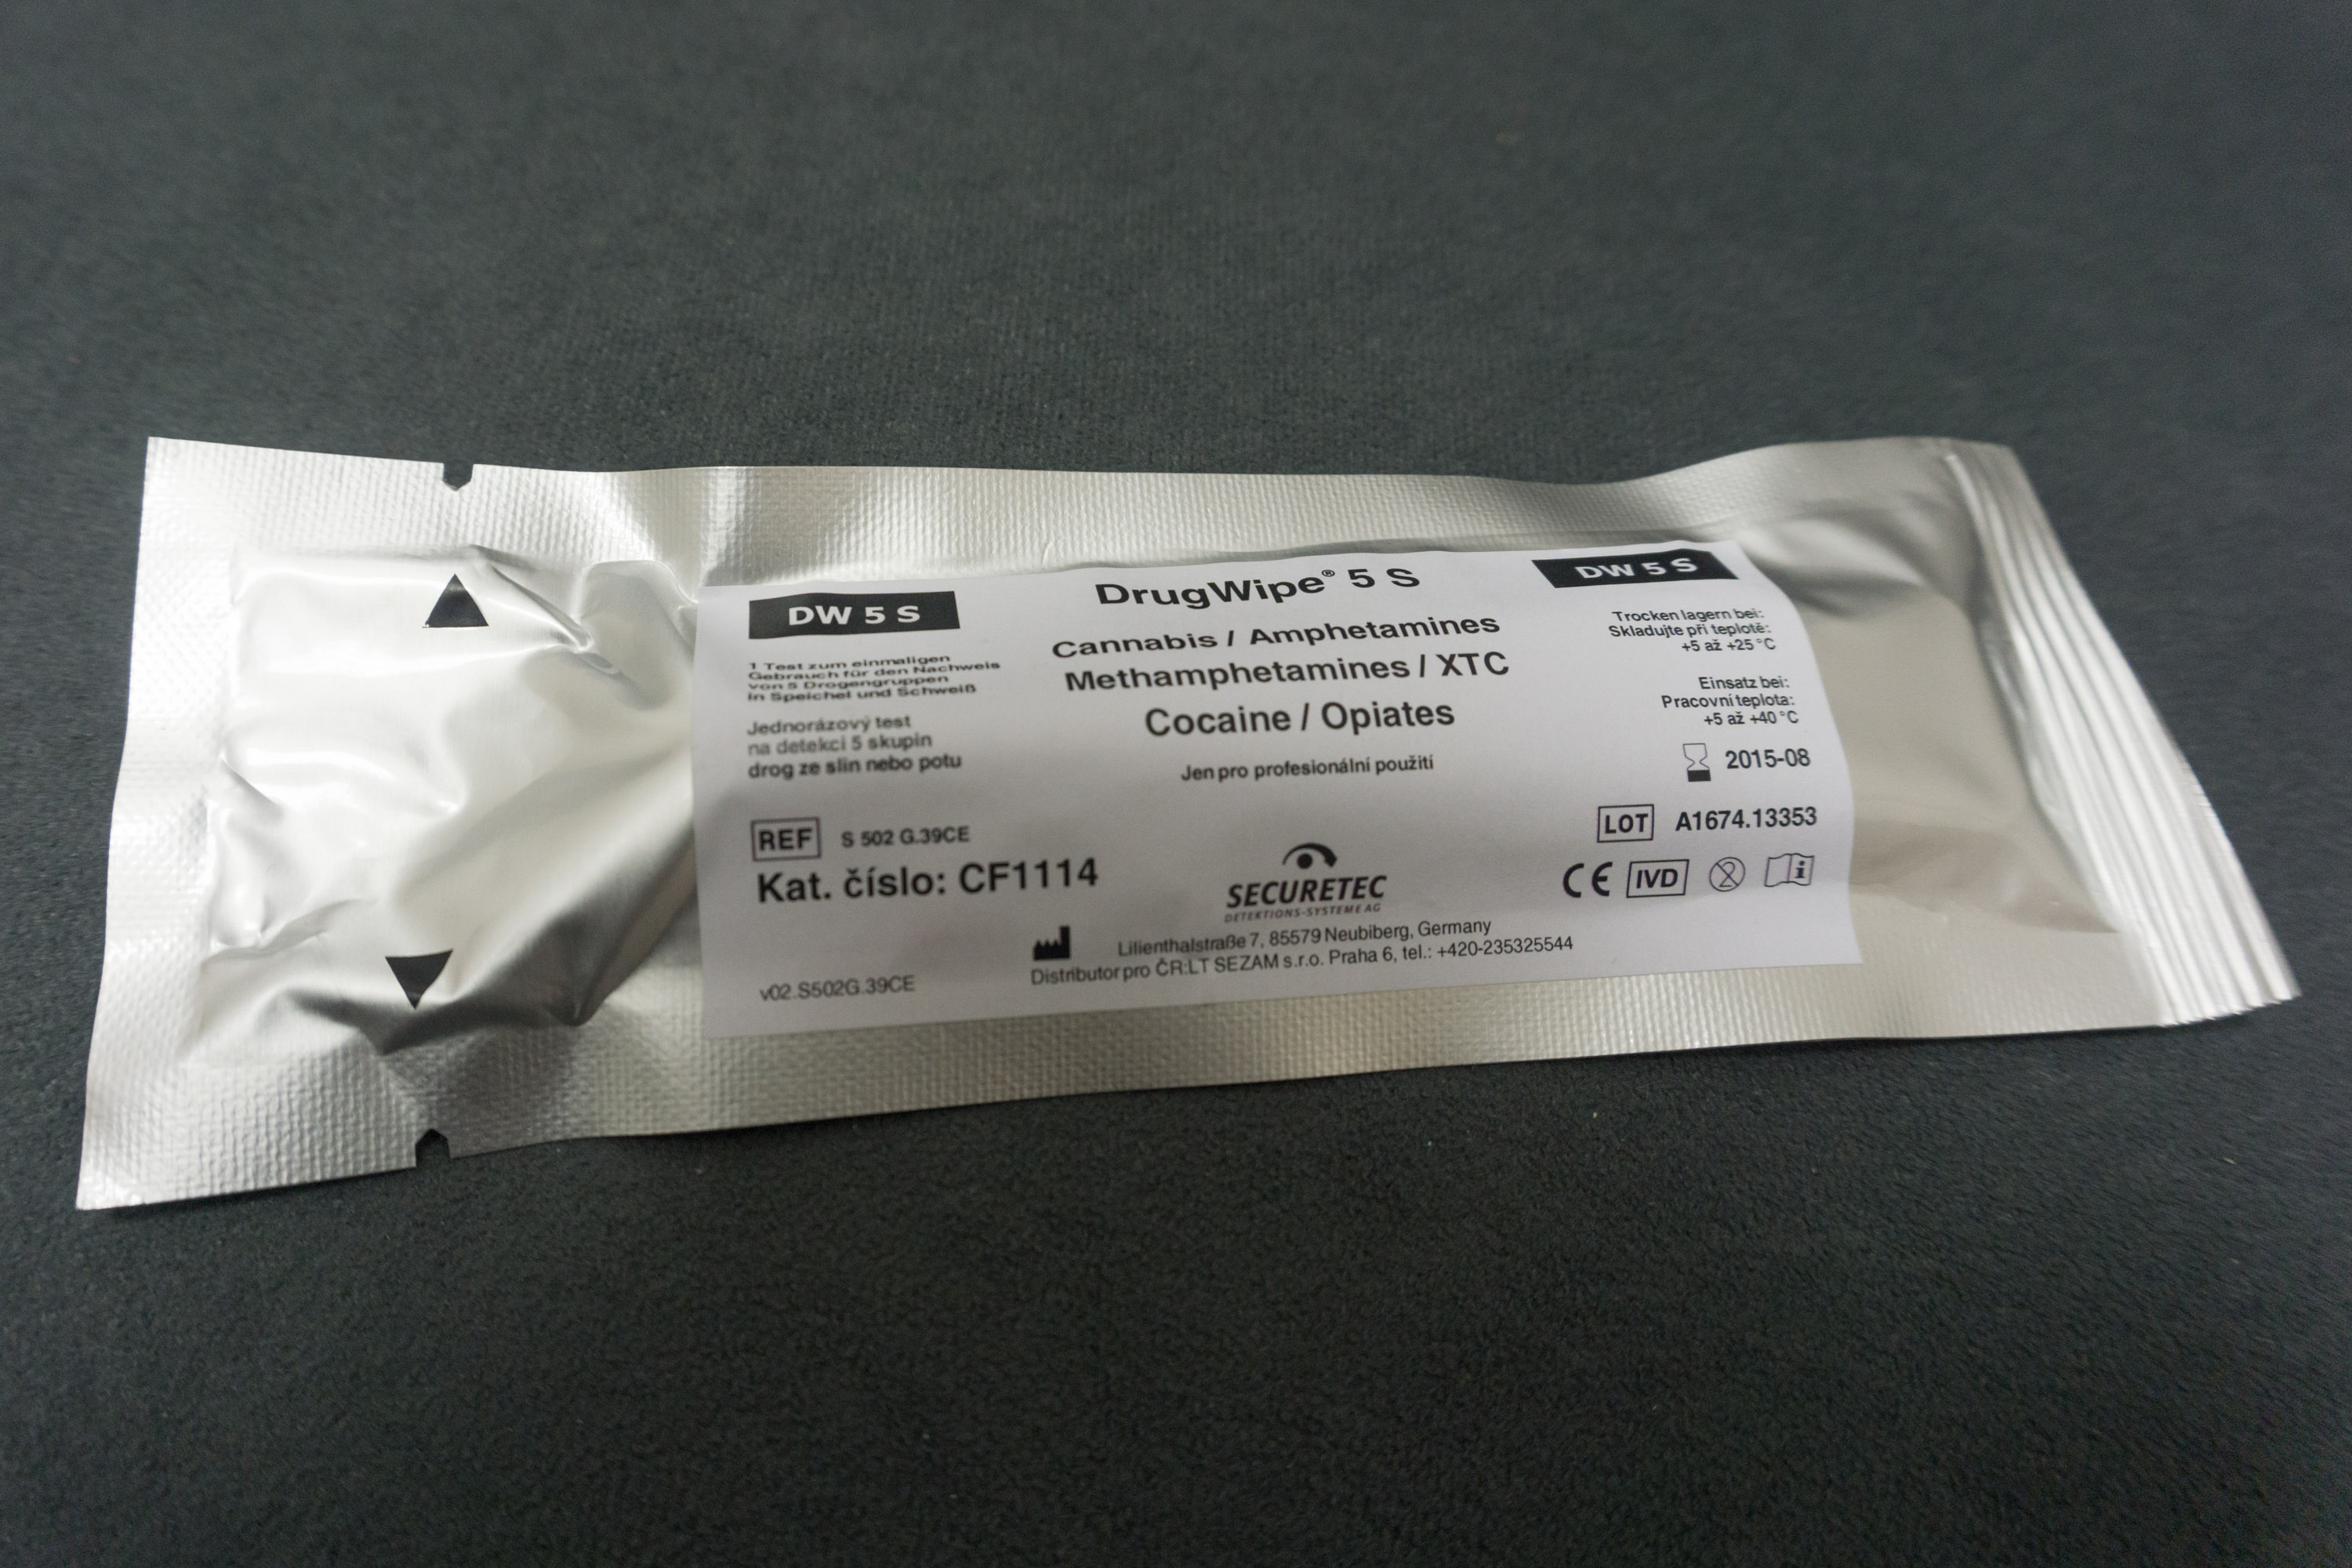 DW 5 S
DrugWipe® 5 S
DW 5 S
Cannabis / Amphetamines
Methamphetamines / XTC
Cocaine / Opiates
Jen pro profesionální použití
1 Test zum einmaligen
Gebrauch für den Nachweis
von 5 Drogengruppen
in Speichel und Schweiß
Jednorázový test
na detekci 5 skupin
drog ze slin nebo potu
Trocken lagern bei:
Skladujte při teplotě:
+5 až +25 °C
Einsatz bei:
Pracovní teplota:
+5 až +40 °C
2015-08
REF S 502 G.39CE
Kat. číslo: CF1114
LOT A1674.13353
CE IVD 2 i
SECURETEC
DETEKTIONS-SYSTEME AG
Lilienthalstraße 7, 85579 Neubiberg, Germany
Distributor pro ČR:LT SEZAM s.r.o. Praha 6, tel.: +420-235325544
v02.S502G.39CE